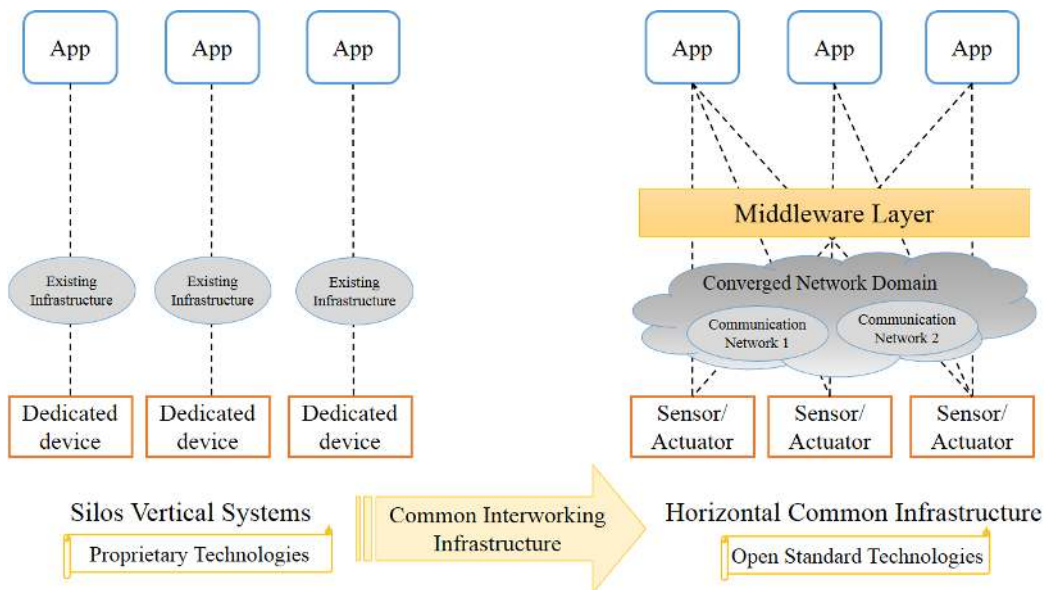 App
App
App
App
App
App
Middleware Layer
Existing
Infrastructure
Existing
Infrastructure
Existing
Infrastructure
Converged Network Domain
Communication
Network 1
Communication
Network 2
Dedicated
device
Dedicated
device
Dedicated
device
Sensor/
Actuator
Sensor/
Actuator
Sensor/
Actuator
Silos Vertical Systems
Proprietary Technologies
Common Interworking
Infrastructure
Horizontal Common Infrastructure
Open Standard Technologies